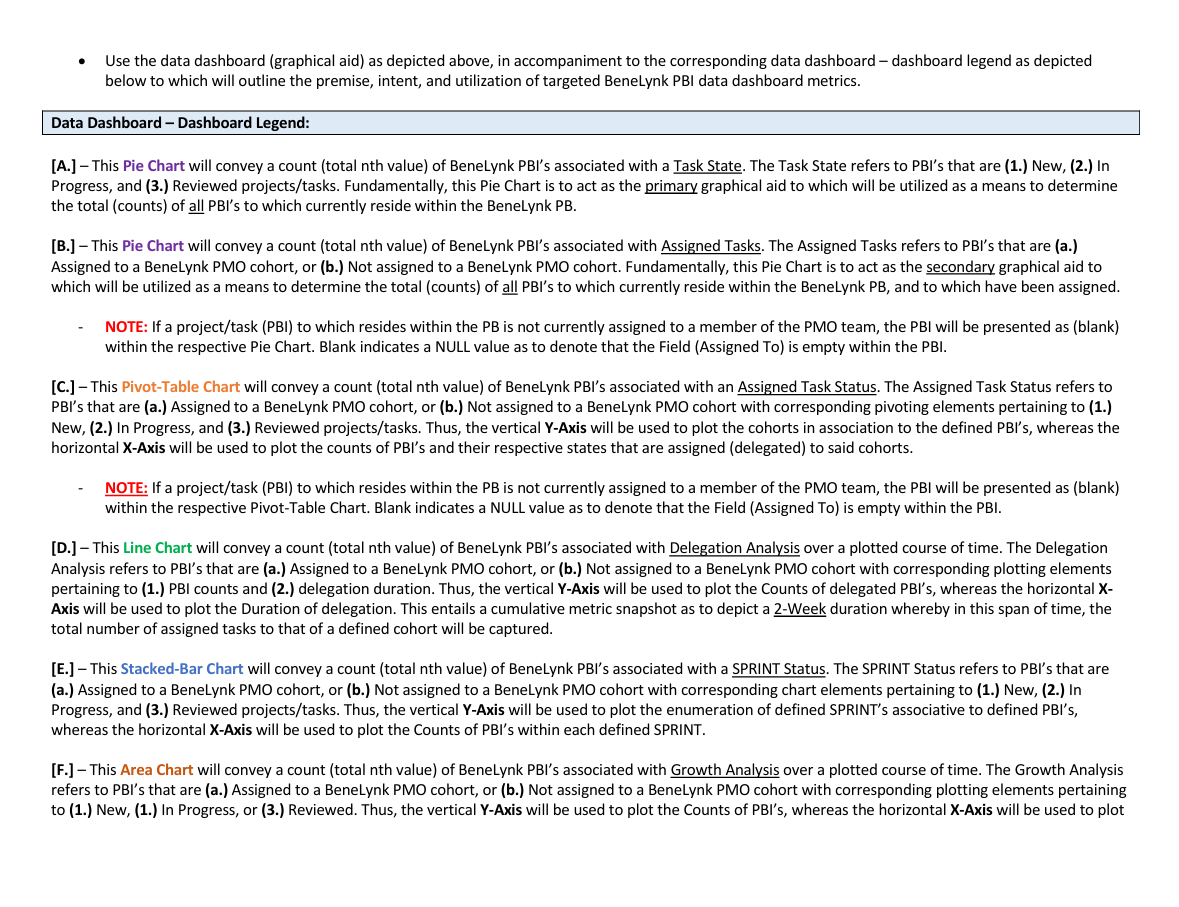 • Use the data dashboard (graphical aid) as depicted above, in accompaniment to the corresponding data dashboard – dashboard legend as depicted
below to which will outline the premise, intent, and utilization of targeted BeneLynk PBI data dashboard metrics.
Data Dashboard – Dashboard Legend:
[A.] – This Pie Chart will convey a count (total nth value) of BeneLynk PBI’s associated with a Task State. The Task State refers to PBI’s that are (1.) New, (2.) In
Progress, and (3.) Reviewed projects/tasks. Fundamentally, this Pie Chart is to act as the primary graphical aid to which will be utilized as a means to determine
the total (counts) of all PBI’s to which currently reside within the BeneLynk PB.
[B.] – This Pie Chart will convey a count (total nth value) of BeneLynk PBI’s associated with Assigned Tasks. The Assigned Tasks refers to PBI’s that are (a.)
Assigned to a BeneLynk PMO cohort, or (b.) Not assigned to a BeneLynk PMO cohort. Fundamentally, this Pie Chart is to act as the secondary graphical aid to
which will be utilized as a means to determine the total (counts) of all PBI’s to which currently reside within the BeneLynk PB, and to which have been assigned.
- NOTE: If a project/task (PBI) to which resides within the PB is not currently assigned to a member of the PMO team, the PBI will be presented as (blank)
within the respective Pie Chart. Blank indicates a NULL value as to denote that the Field (Assigned To) is empty within the PBI.
[C.] – This Pivot-Table Chart will convey a count (total nth value) of BeneLynk PBI’s associated with an Assigned Task Status. The Assigned Task Status refers to
PBI’s that are (a.) Assigned to a BeneLynk PMO cohort, or (b.) Not assigned to a BeneLynk PMO cohort with corresponding pivoting elements pertaining to (1.)
New, (2.) In Progress, and (3.) Reviewed projects/tasks. Thus, the vertical Y-Axis will be used to plot the cohorts in association to the defined PBI’s, whereas the
horizontal X-Axis will be used to plot the counts of PBI’s and their respective states that are assigned (delegated) to said cohorts.
- NOTE: If a project/task (PBI) to which resides within the PB is not currently assigned to a member of the PMO team, the PBI will be presented as (blank)
within the respective Pivot-Table Chart. Blank indicates a NULL value as to denote that the Field (Assigned To) is empty within the PBI.
[D.] – This Line Chart will convey a count (total nth value) of BeneLynk PBI’s associated with Delegation Analysis over a plotted course of time. The Delegation
Analysis refers to PBI’s that are (a.) Assigned to a BeneLynk PMO cohort, or (b.) Not assigned to a BeneLynk PMO cohort with corresponding plotting elements
pertaining to (1.) PBI counts and (2.) delegation duration. Thus, the vertical Y-Axis will be used to plot the Counts of delegated PBI’s, whereas the horizontal X-
Axis will be used to plot the Duration of delegation. This entails a cumulative metric snapshot as to depict a 2-Week duration whereby in this span of time, the
total number of assigned tasks to that of a defined cohort will be captured.
[E.] – This Stacked-Bar Chart will convey a count (total nth value) of BeneLynk PBI’s associated with a SPRINT Status. The SPRINT Status refers to PBI’s that are
(a.) Assigned to a BeneLynk PMO cohort, or (b.) Not assigned to a BeneLynk PMO cohort with corresponding chart elements pertaining to (1.) New, (2.) In
Progress, and (3.) Reviewed projects/tasks. Thus, the vertical Y-Axis will be used to plot the enumeration of defined SPRINT’s associative to defined PBI’s,
whereas the horizontal X-Axis will be used to plot the Counts of PBI’s within each defined SPRINT.
[F.] – This Area Chart will convey a count (total nth value) of BeneLynk PBI’s associated with Growth Analysis over a plotted course of time. The Growth Analysis
refers to PBI’s that are (a.) Assigned to a BeneLynk PMO cohort, or (b.) Not assigned to a BeneLynk PMO cohort with corresponding plotting elements pertaining
to (1.) New, (1.) In Progress, or (3.) Reviewed. Thus, the vertical Y-Axis will be used to plot the Counts of PBI’s, whereas the horizontal X-Axis will be used to plot